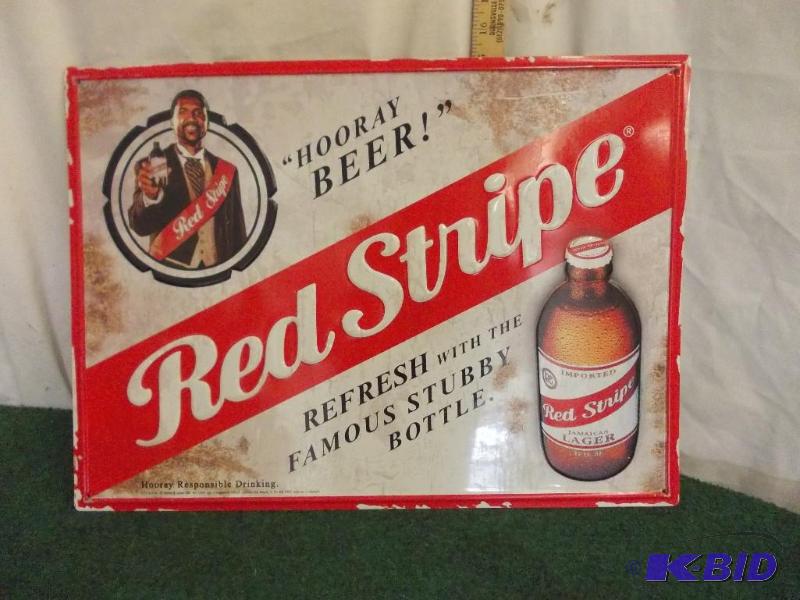 "HOORAY
BEER!"
Red Stripe
Red Stripe®
REFRESH WITH THE
FAMOUS STUBBY
BOTTLE.
IMPORTED
Red Stripe
JAMAICAN
LAGER
Hooray Responsible Drinking.
K-BID